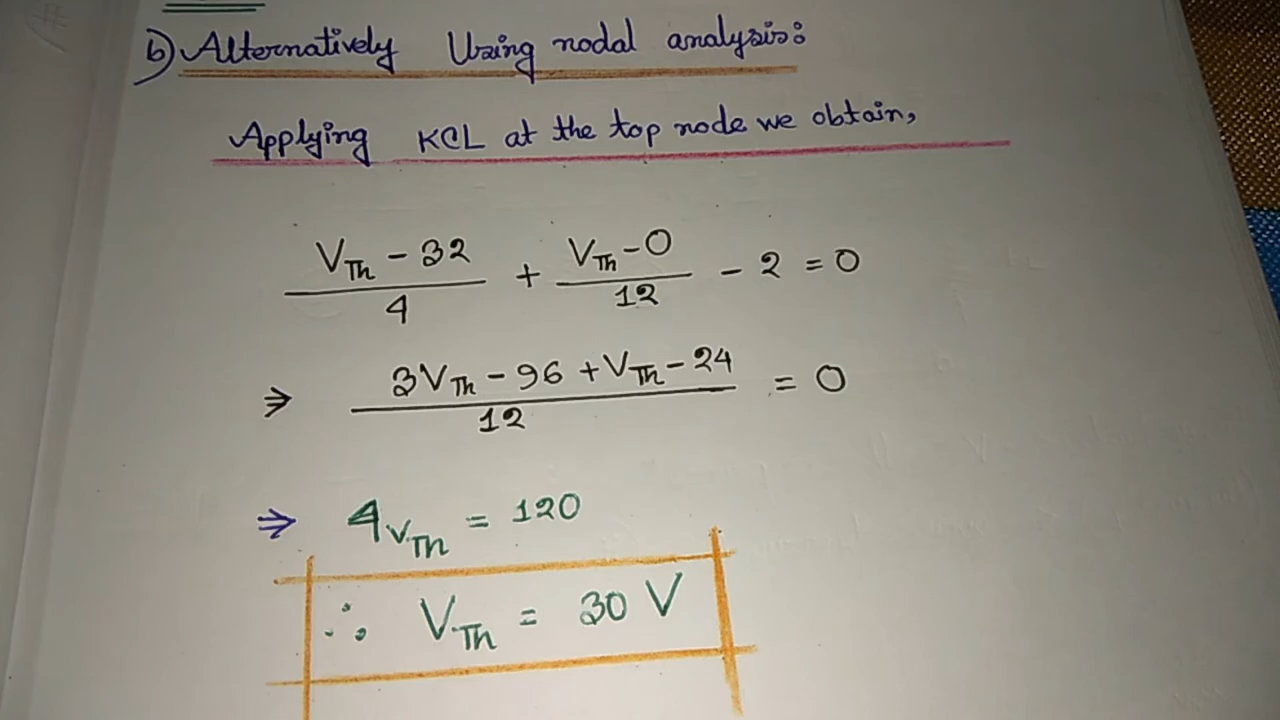 b) Alternatively Using nodal analysis:
Applying KCL at the top node we obtain,
(V_Th - 32)/4 + (V_Th - 0)/12 - 2 = 0
⇒ (3V_Th - 96 + V_Th - 24)/12 = 0
⇒ 4V_Th = 120
∴ V_Th = 30 V